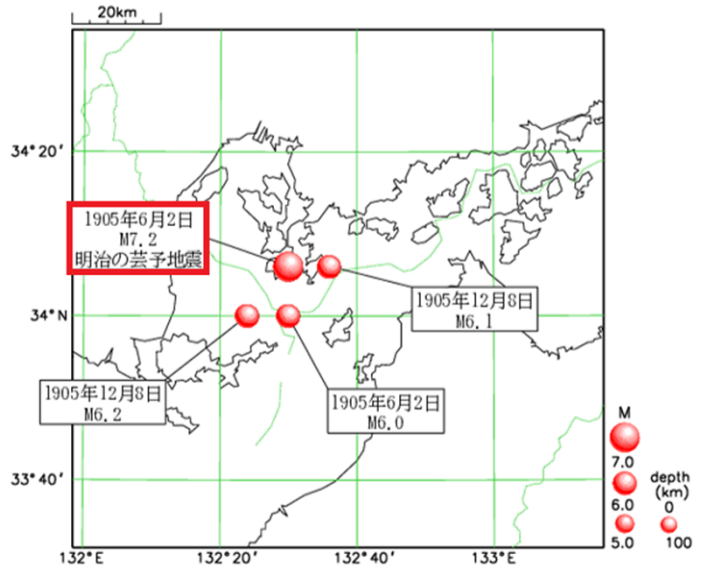 20km
34°20′
1905年6月2日
M7.2
明治の芸予地震
1905年12月8日
M6.1
34°N
1905年12月8日
M6.2
1905年6月2日
M6.0
33°40′
132°E
132°20′
132°40′
133°E
M
7.0
6.0
5.0
depth
(km)
0
100